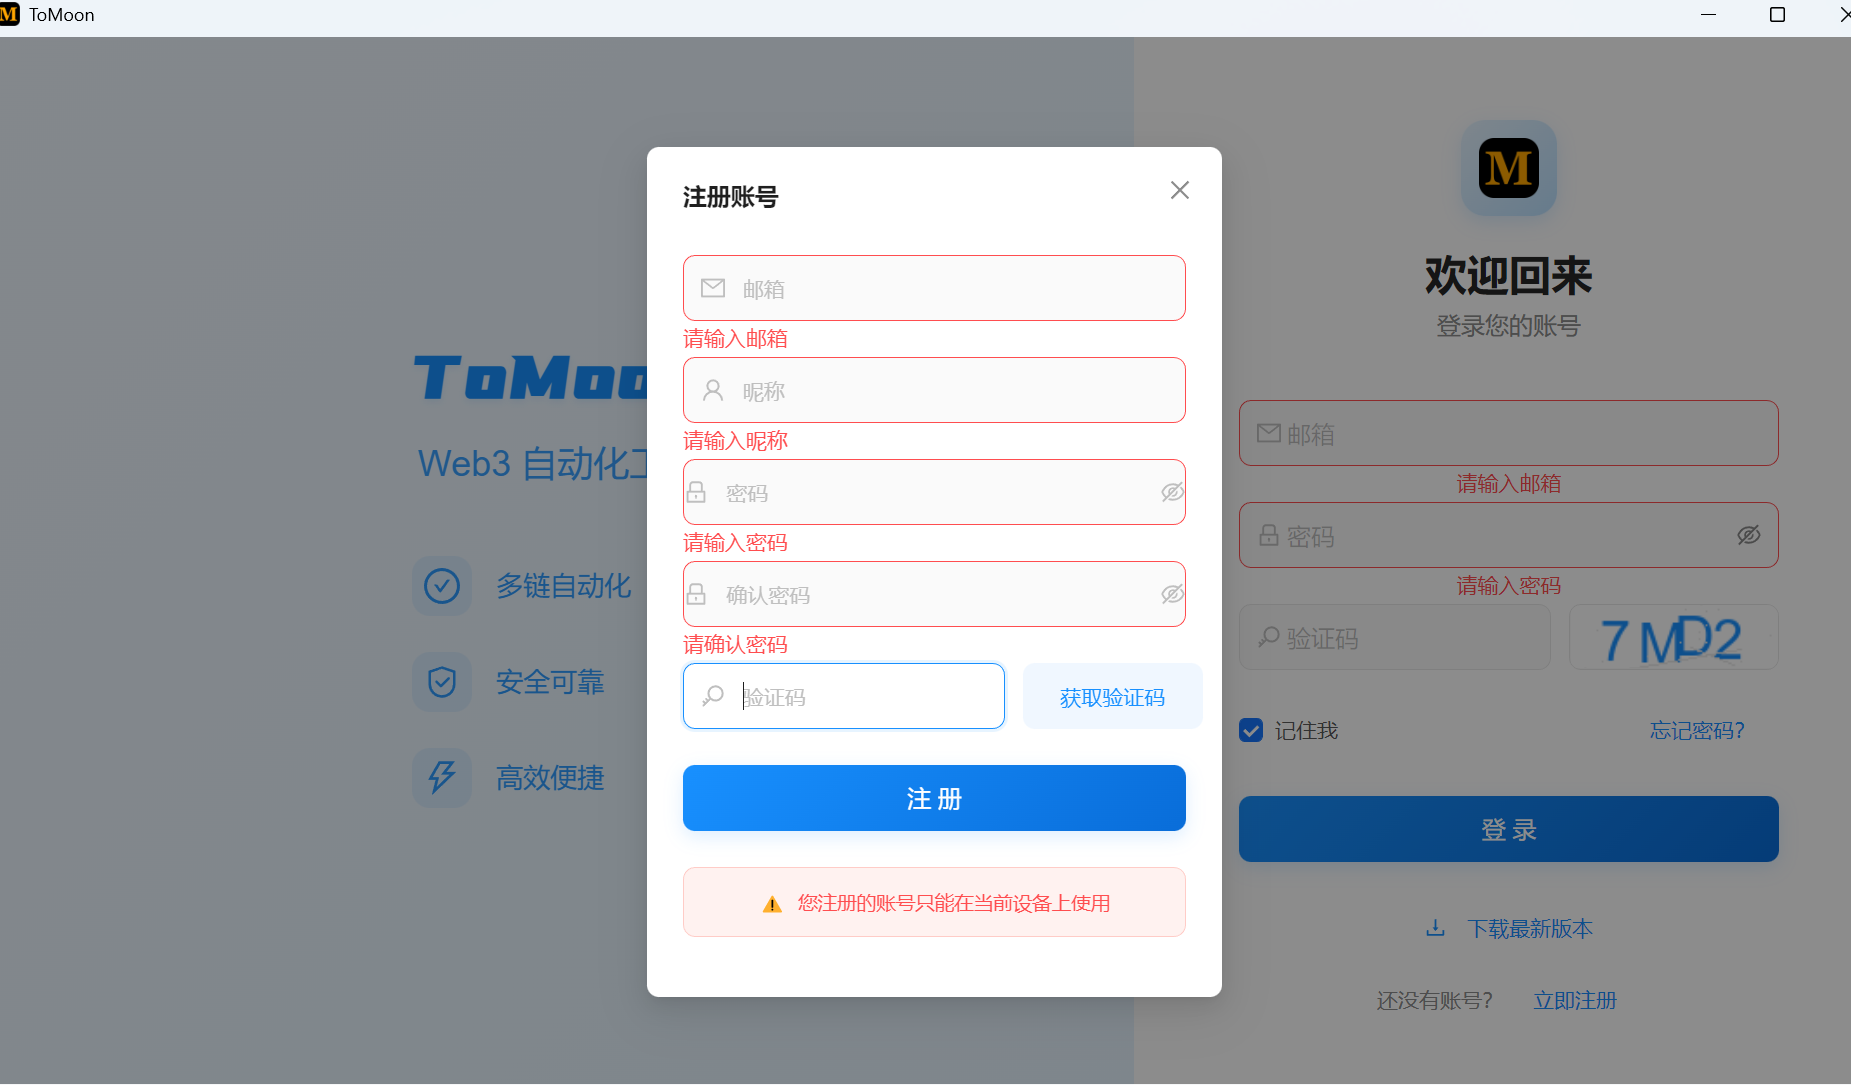 ToMoon
ToMoo
Web3 自动化
多链自动化
安全可靠
高效便捷
注册账号
邮箱
请输入邮箱
昵称
请输入昵称
密码
请输入密码
确认密码
请确认密码
验证码
获取验证码
注 册
您注册的账号只能在当前设备上使用
M
欢迎回来
登录您的账号
邮箱
请输入邮箱
密码
请输入密码
验证码
7MD2
记住我
忘记密码?
登 录
下载最新版本
还没有账号?
立即注册